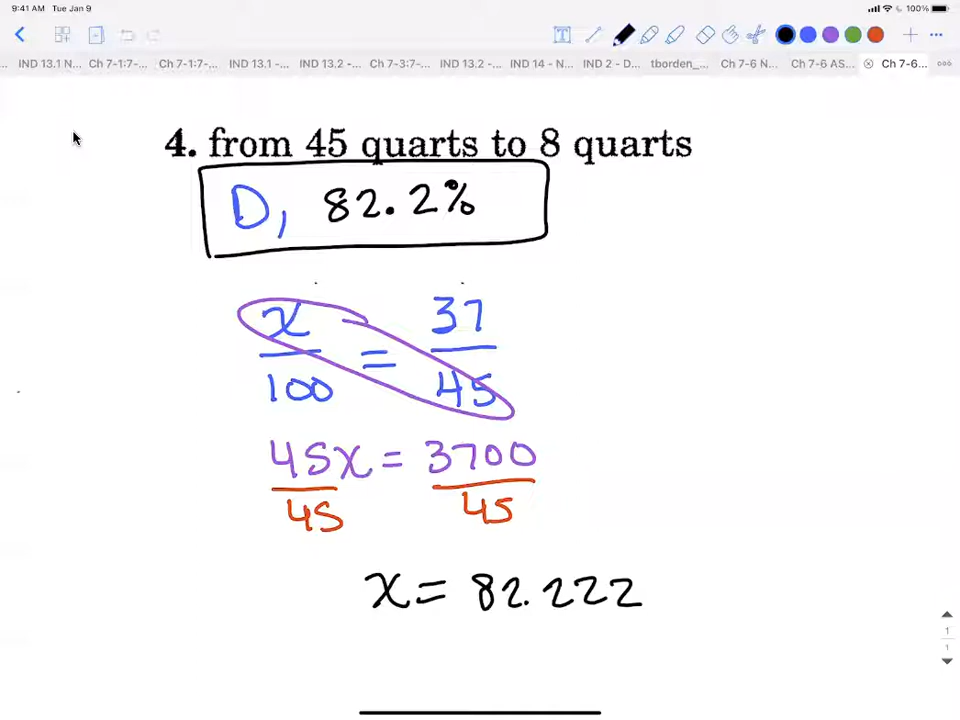 9:41 AM Tue Jan 9
100%
IND 13.1 N... Ch 7-1:7-... Ch 7-1:7-... IND 13.1 -... IND 13.2 -... Ch 7-3:7-... IND 13.2 -... IND 14 - N... IND 2 - D... tborden_... Ch 7-6 N... Ch 7-6 AS... Ch 7-6...
4. from 45 quarts to 8 quarts
D, 82.2%
x/100 = 37/45
45x = 3700
45 45
x = 82.222
1
1